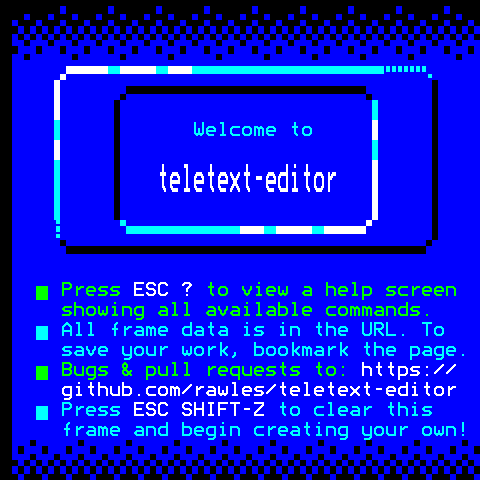 Welcome to
teletext-editor
Press ESC ? to view a help screen
showing all available commands.
All frame data is in the URL. To
save your work, bookmark the page.
Bugs & pull requests to: https://
github.com/rawles/teletext-editor
Press ESC SHIFT-Z to clear this
frame and begin creating your own!